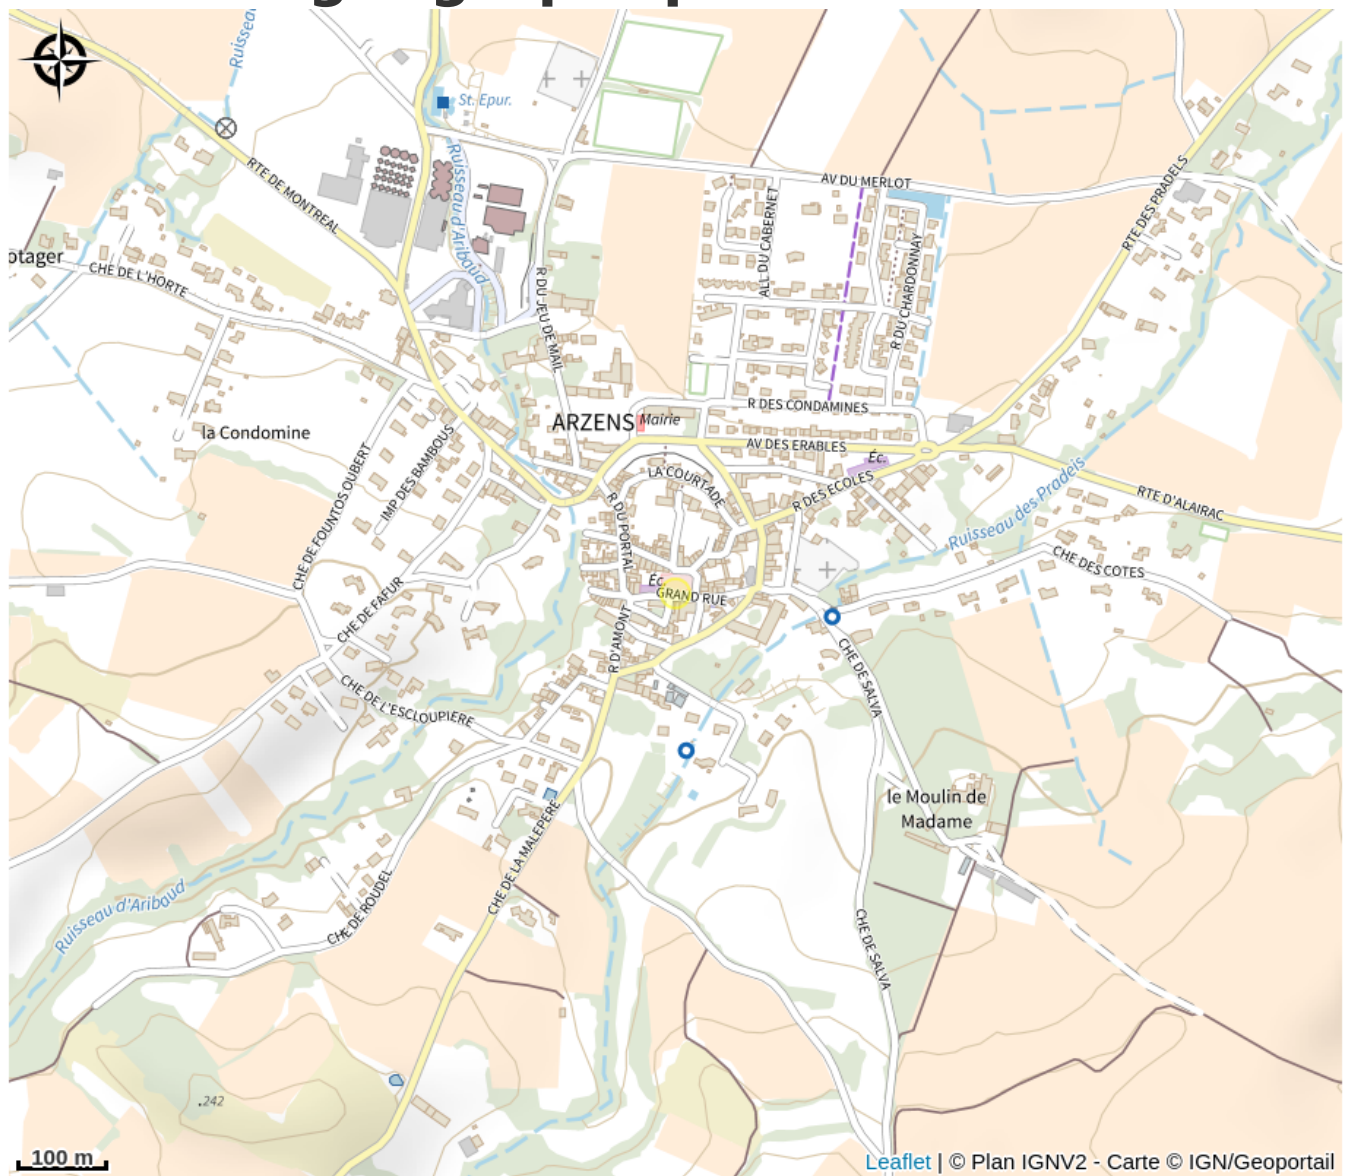 Ruisseau
St. Epur.
RTE DE MONTREAL
Ruisseau d'Aribaud
AV DU MERLOT
RTE DES PRADELS
otager
CHE DE L'HORTE
R DU JEU DE MAIL
ALL DU CABERNET
R DU CHARDONNAY
ARZENS
Mairie
R DES CONDAMINES
la Condomine
AV DES ERABLES
Éc.
CHE DE FOUNTOS OUBERT
IMP DES BAMBOUS
LA COURTADE
R DES ECOLES
RTE D'ALAIRAC
Ruisseau des Pradels
R DU PORTAL
CHE DES COTES
Éc.
GRAND RUE
CHE DE FAFUR
R D'AMONT
CHE DE SALVA
CHE DE L'ESCLOUPIERE
le Moulin de
Madame
CHE DE LA MALEPERE
Ruisseau d'Aribaud
CHE DE ROUDEL
CHE DE SALVA
.242
100 m
Leaflet | © Plan IGNV2 - Carte © IGN/Geoportail